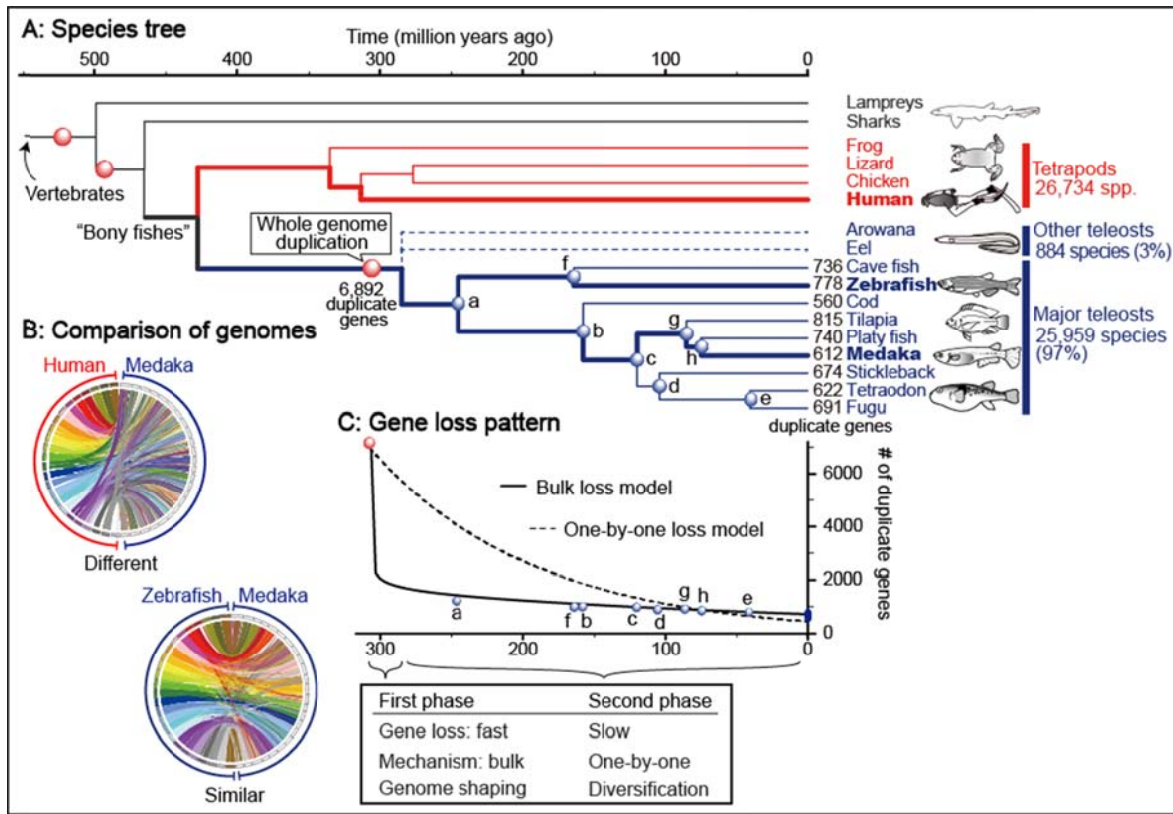 A: Species tree
Time (million years ago)
500 400 300 200 100 0
Lampreys
Sharks
Frog
Lizard
Chicken
Human
Tetrapods
26,734 spp.
Vertebrates
"Bony fishes"
Whole genome
duplication
6,892
duplicate
genes
Arowana
Eel
Other teleosts
884 species (3%)
f
736 Cave fish
778 Zebrafish
a
560 Cod
b
815 Tilapia
g
740 Platy fish
h
612 Medaka
c
674 Stickleback
d
622 Tetraodon
e
691 Fugu
duplicate genes
Major teleosts
25,959 species
(97%)
B: Comparison of genomes
Human Medaka
Different
Zebrafish Medaka
Similar
C: Gene loss pattern
Bulk loss model
One-by-one loss model
6000
4000
2000
0
# of duplicate genes
a f b c d g h e
300 200 100 0
First phase Second phase
Gene loss: fast Slow
Mechanism: bulk One-by-one
Genome shaping Diversification